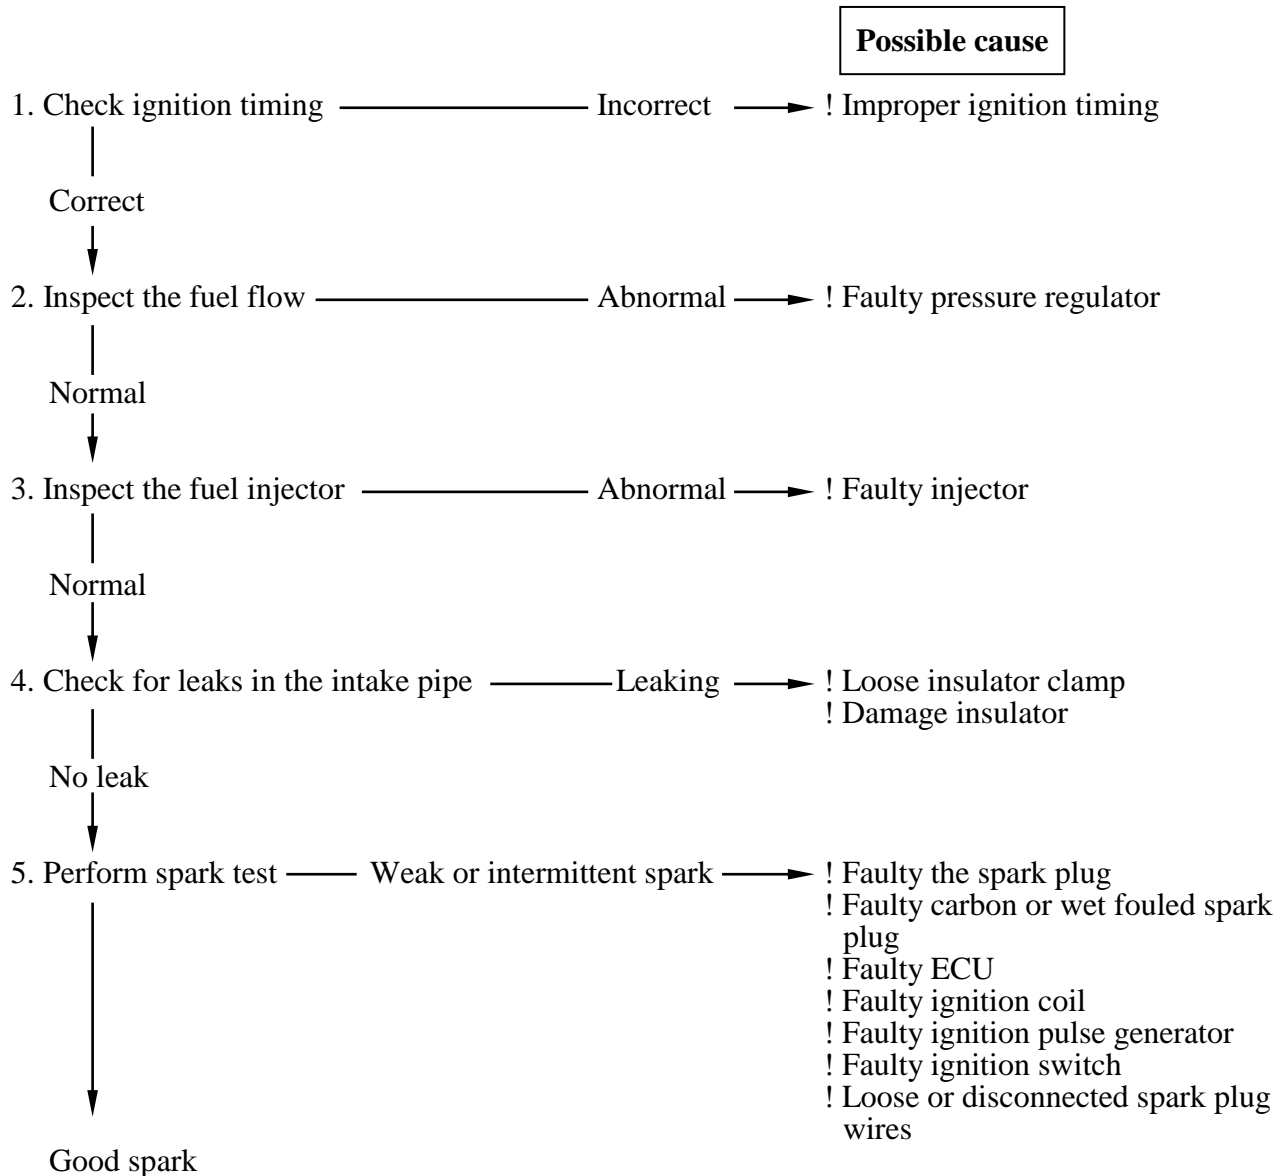 Possible cause
1. Check ignition timing Incorrect ! Improper ignition timing
Correct
2. Inspect the fuel flow Abnormal ! Faulty pressure regulator
Normal
3. Inspect the fuel injector Abnormal ! Faulty injector
Normal
4. Check for leaks in the intake pipe Leaking ! Loose insulator clamp
! Damage insulator
No leak
5. Perform spark test Weak or intermittent spark ! Faulty the spark plug
! Faulty carbon or wet fouled spark
plug
! Faulty ECU
! Faulty ignition coil
! Faulty ignition pulse generator
! Faulty ignition switch
! Loose or disconnected spark plug
wires
Good spark